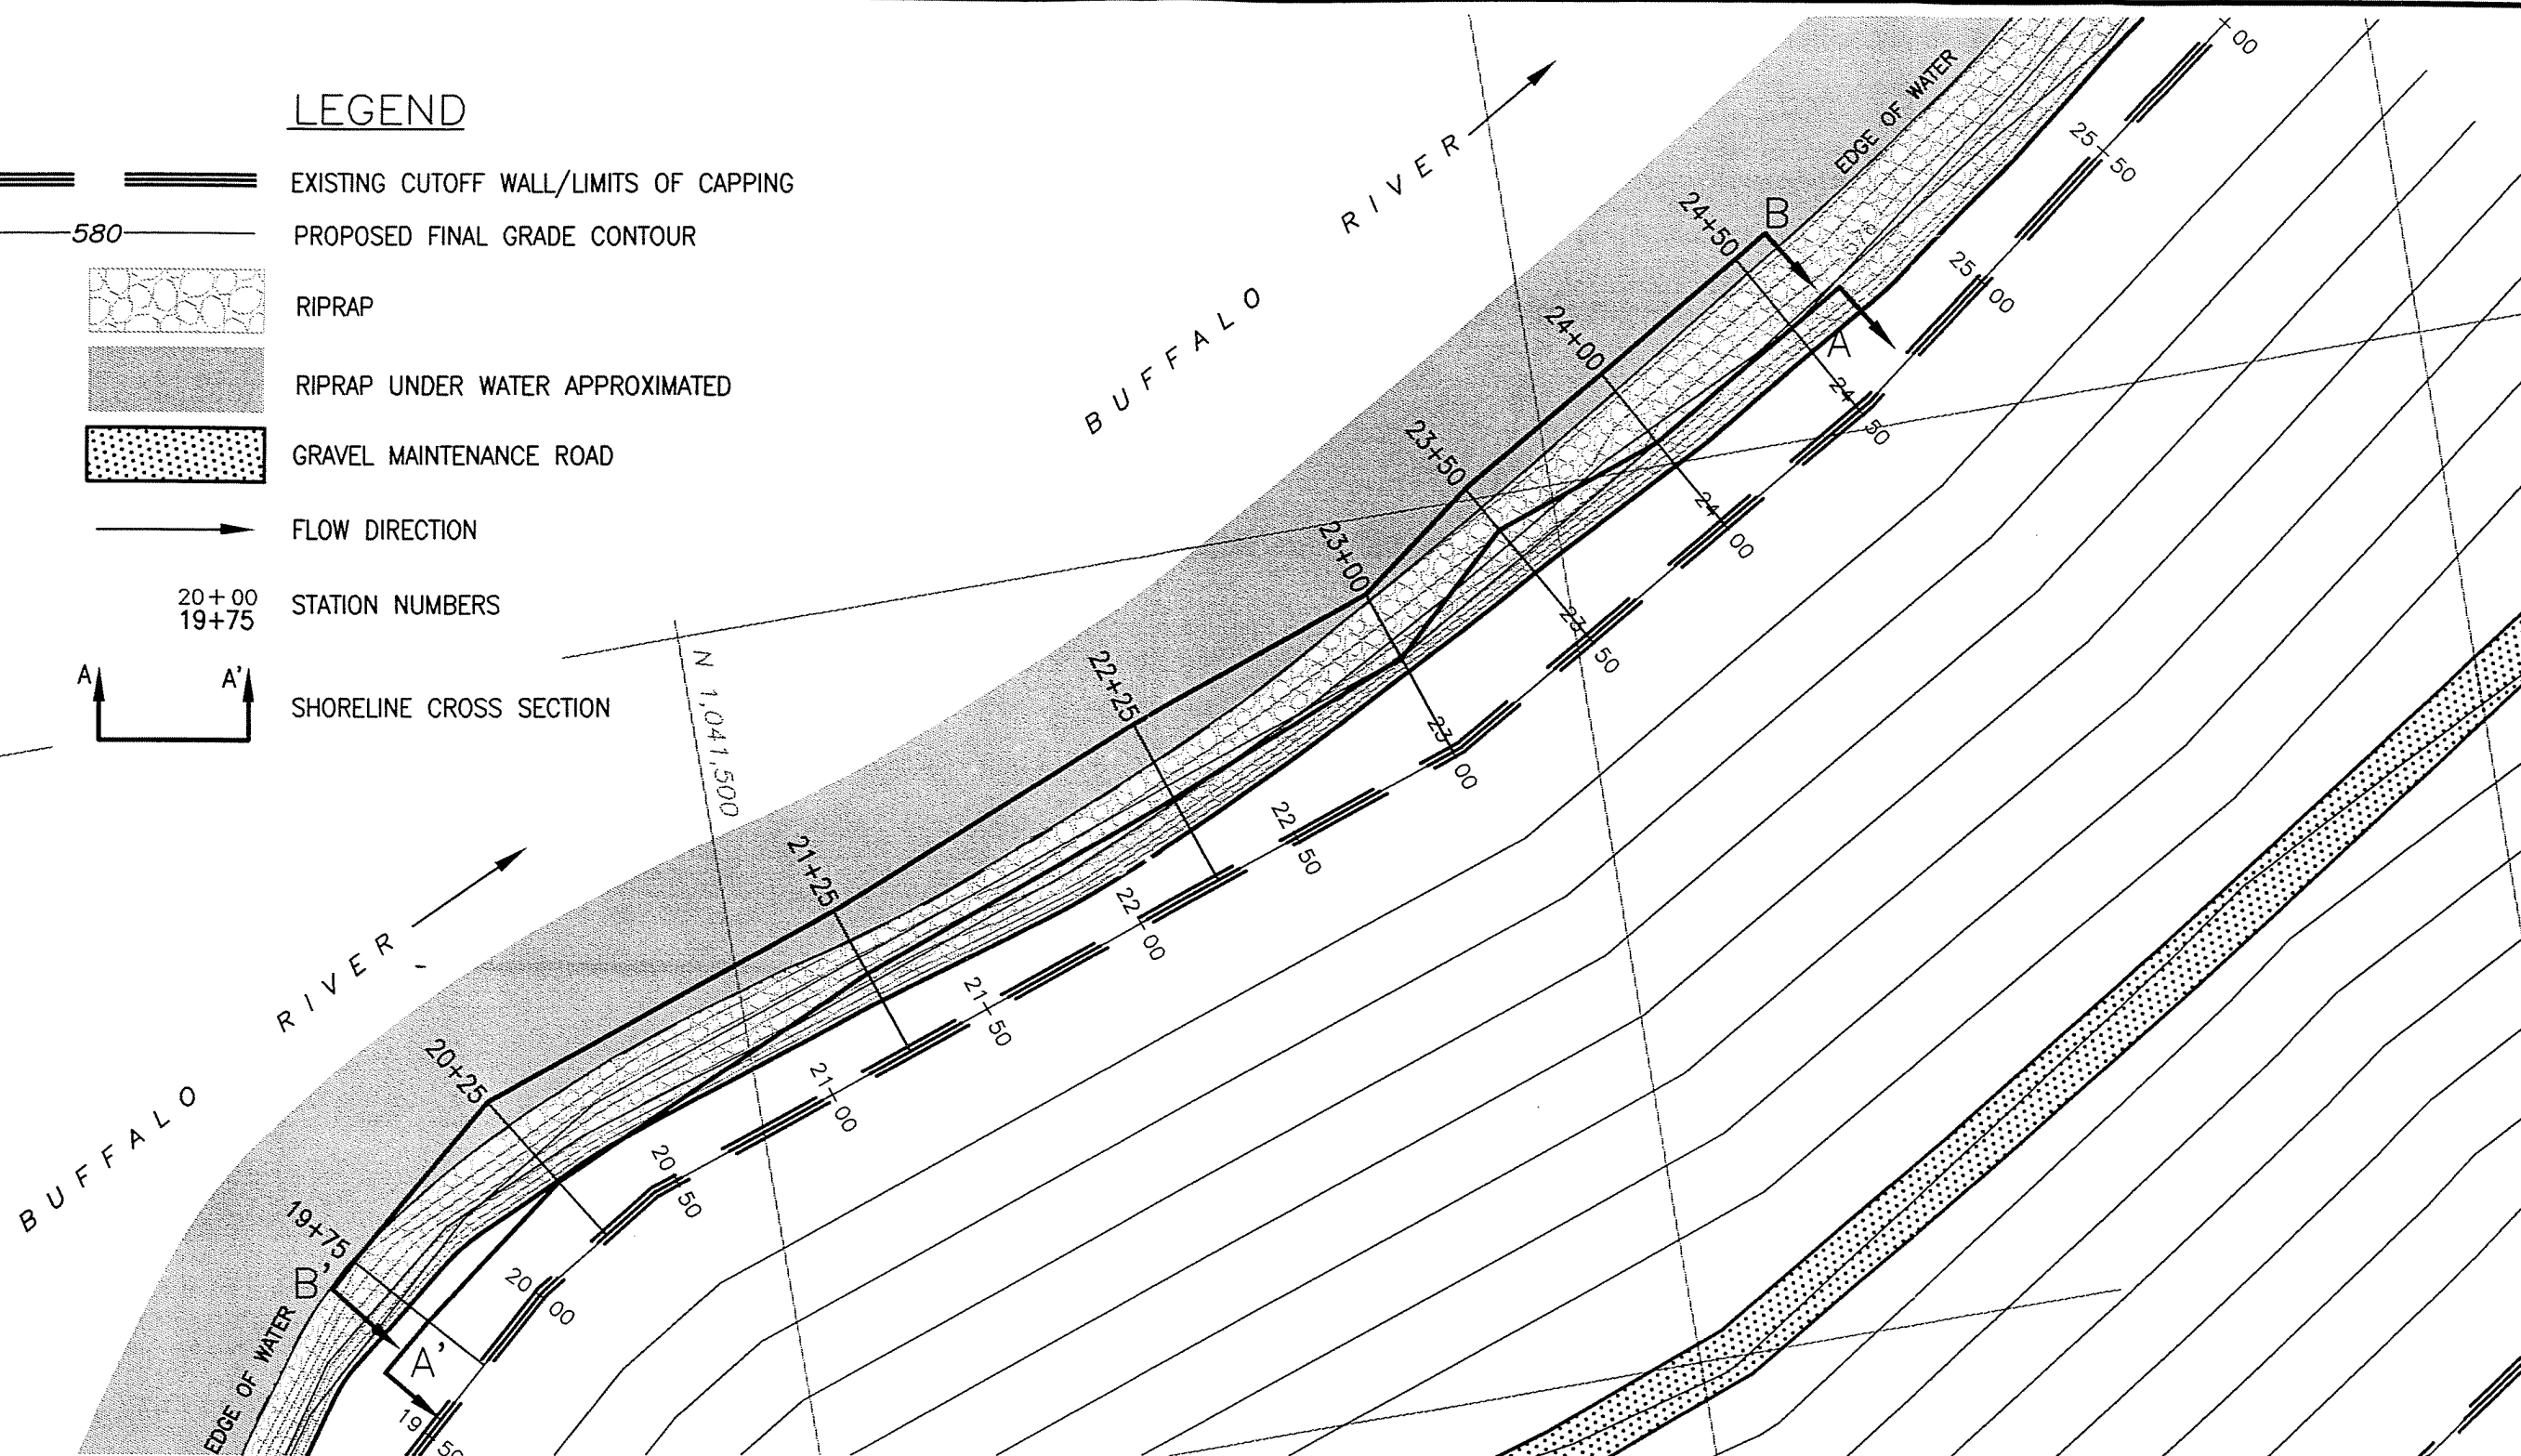 LEGEND
EXISTING CUTOFF WALL/LIMITS OF CAPPING
580
PROPOSED FINAL GRADE CONTOUR
RIPRAP
RIPRAP UNDER WATER APPROXIMATED
GRAVEL MAINTENANCE ROAD
FLOW DIRECTION
20+00
19+75
STATION NUMBERS
A A'
SHORELINE CROSS SECTION
BUFFALO RIVER
BUFFALO RIVER
N 1,041,500
EDGE OF WATER
EDGE OF WATER
B
A
B'
A'
578
24+50
24+00
23+50
23+00
22+25
21+25
20+25
19+75
+00
25+50
25+00
24+50
24+00
23+50
23+00
22+50
22+00
21+50
21+00
20+50
20+00
19+50